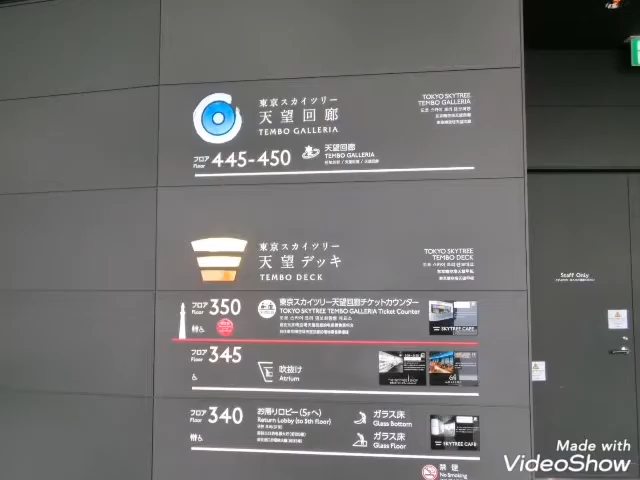 東京スカイツリー
天望回廊
TEMBO GALLERIA
TOKYO SKYTREE
TEMBO GALLERIA
フロア Floor 445-450
天望回廊
TEMBO GALLERIA
東京スカイツリー
天望デッキ
TEMBO DECK
TOKYO SKYTREE
TEMBO DECK
フロア Floor 350
東京スカイツリー天望回廊チケットカウンター
TOKYO SKYTREE TEMBO GALLERIA Ticket Counter
SKYTREE CAFE
フロア Floor 345
吹抜け
Atrium
フロア Floor 340
お帰りロビー (5Fへ)
Return Lobby (to 5th floor)
ガラス床
Glass Bottom
ガラス床
Glass Floor
SKYTREE CAFE
禁煙
No Smoking
Staff Only
Made with
VideoShow